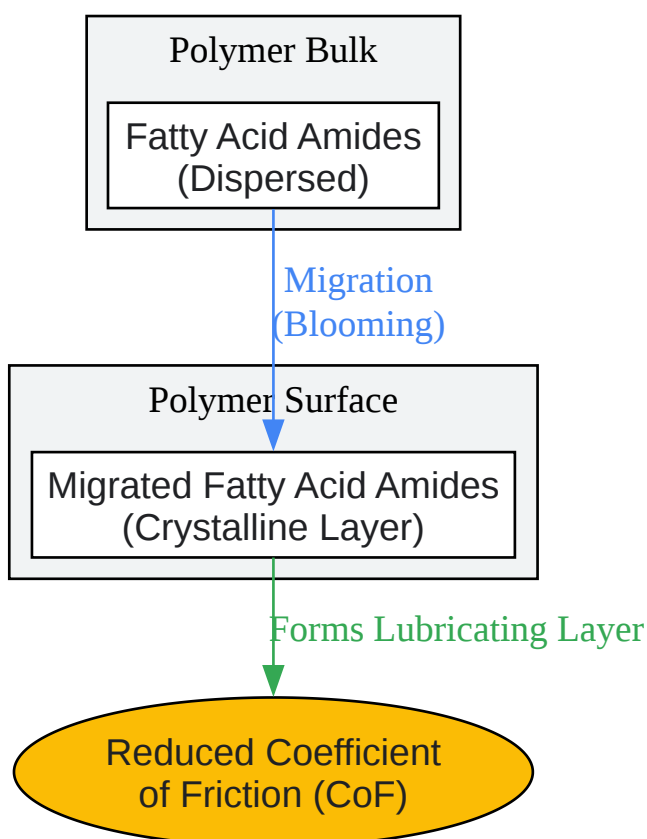 Polymer Bulk
Fatty Acid Amides
(Dispersed)
Migration
(Blooming)
Polymer Surface
Migrated Fatty Acid Amides
(Crystalline Layer)
Forms Lubricating Layer
Reduced Coefficient
of Friction (CoF)